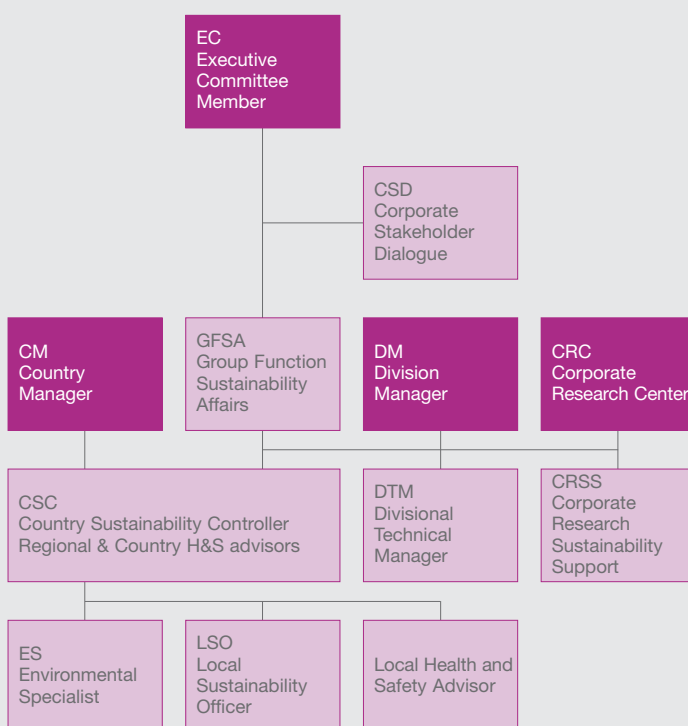 EC
Executive
Committee
Member
CSD
Corporate
Stakeholder
Dialogue
CM
Country
Manager
GFSA
Group Function
Sustainability
Affairs
DM
Division
Manager
CRC
Corporate
Research Center
CSC
Country Sustainability Controller
Regional & Country H&S advisors
DTM
Divisional
Technical
Manager
CRSS
Corporate
Research
Sustainability
Support
ES
Environmental
Specialist
LSO
Local
Sustainability
Officer
Local Health and
Safety Advisor